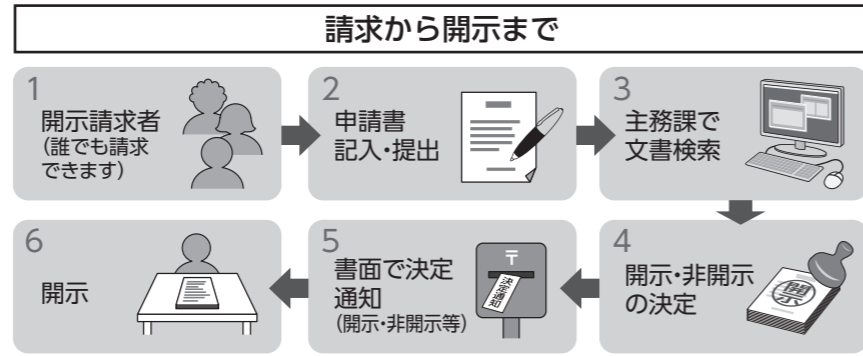 請求から開示まで
1
開示請求者
(誰でも請求
できます)
2
申請書
記入・提出
3
主務課で
文書検索
4
開示・非開示
の決定
開示
5
書面で決定
通知
(開示・非開示等)
〒
決定通知
6
開示